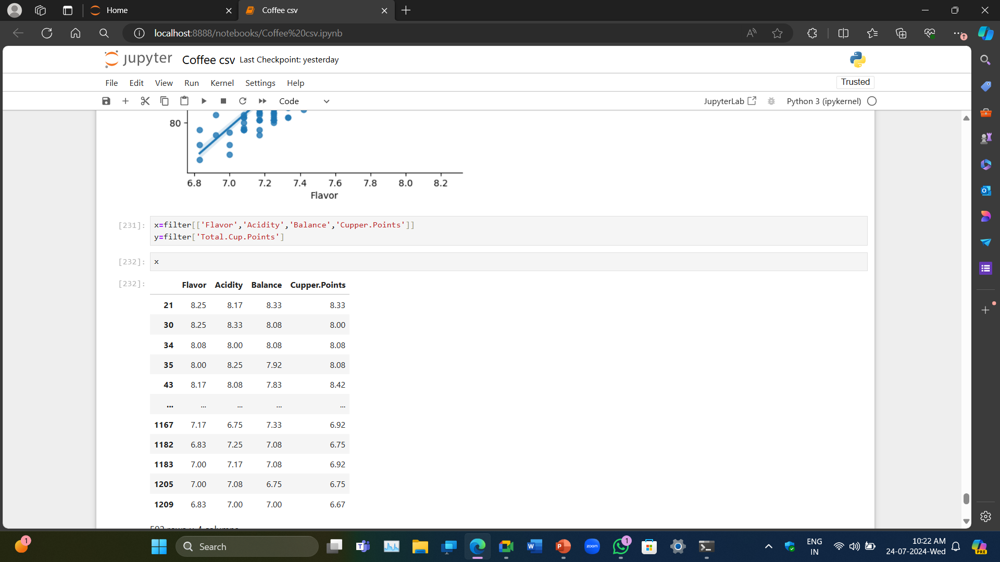 Home
Coffee csv
localhost:8888/notebooks/Coffee%20csv.ipynb
jupyter Coffee csv Last Checkpoint: yesterday
File Edit View Run Kernel Settings Help
Trusted
Code
JupyterLab Python 3 (ipykernel)
80
6.8 7.0 7.2 7.4 7.6 7.8 8.0 8.2
Flavor
[231]: x=filter[['Flavor','Acidity','Balance','Cupper.Points']]
y=filter['Total.Cup.Points']
[232]: x
[232]: Flavor Acidity Balance Cupper.Points
21 8.25 8.17 8.33 8.33
30 8.25 8.33 8.08 8.00
34 8.08 8.00 8.08 8.08
35 8.00 8.25 7.92 8.08
43 8.17 8.08 7.83 8.42
... ... ... ... ...
1167 7.17 6.75 7.33 6.92
1182 6.83 7.25 7.08 6.75
1183 7.00 7.17 7.08 6.92
1205 7.00 7.08 6.75 6.75
1209 6.83 7.00 7.00 6.67
rows 4 columns
1
Search
zoom
1
ENG
IN
10:22 AM
24-07-2024-Wed
PRE